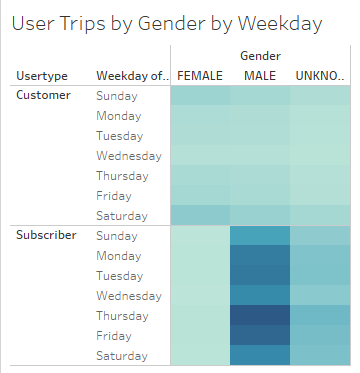 User Trips by Gender by Weekday
Gender
Usertype Weekday of.. FEMALE MALE UNKNO..
Customer Sunday
Monday
Tuesday
Wednesday
Thursday
Friday
Saturday
Subscriber Sunday
Monday
Tuesday
Wednesday
Thursday
Friday
Saturday